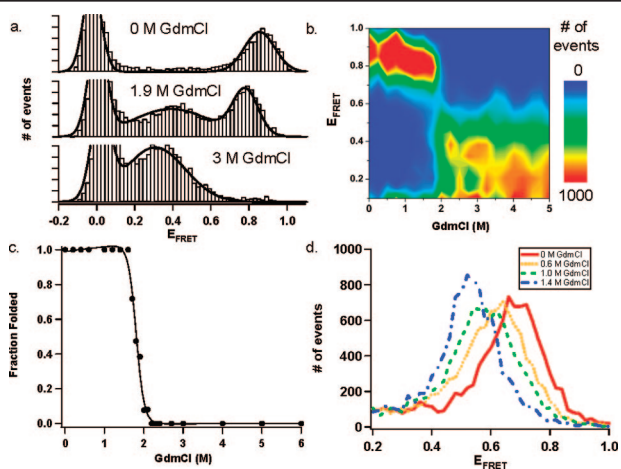 a.
0 M GdmCl
1.9 M GdmCl
3 M GdmCl
# of events
-0.2 0.0 0.2 0.4 0.6 0.8 1.0
EFRET
b.
EFRET
1.0
0.8
0.6
0.4
0.2
0 1 2 3 4 5
GdmCl (M)
# of
events
0
1000
c.
Fraction Folded
1.0
0.8
0.6
0.4
0.2
0.0
0 1 2 3 4 5 6
GdmCl (M)
d.
# of events
1000
800
600
400
200
0
0.2 0.4 0.6 0.8 1.0
EFRET
0 M GdmCl
0.6 M GdmCl
1.0 M GdmCl
1.4 M GdmCl